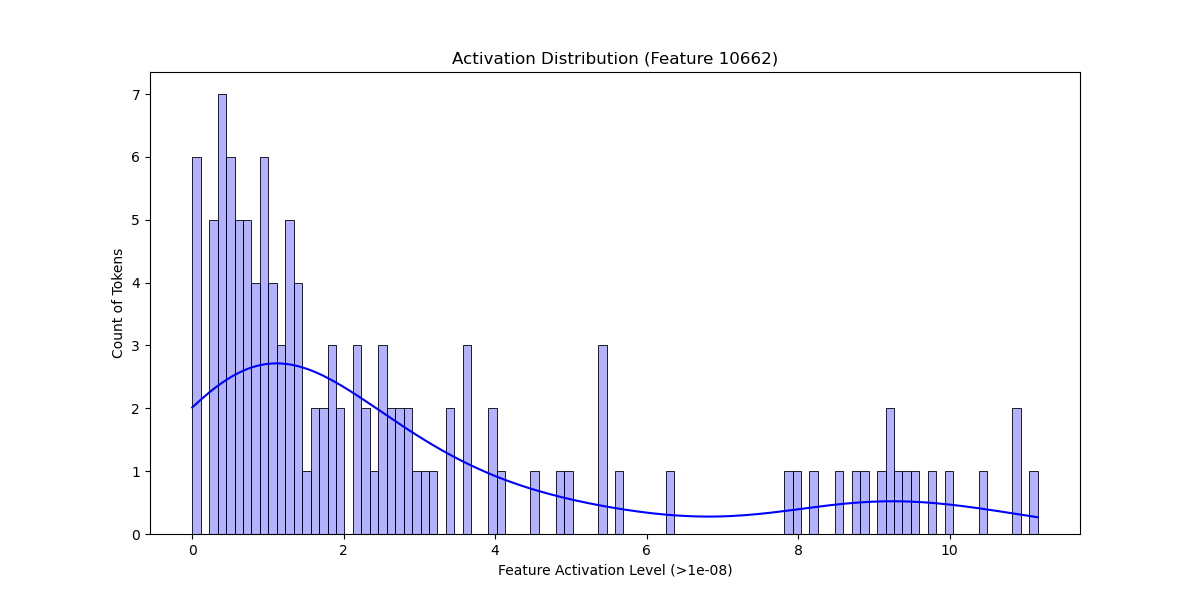 Activation Distribution (Feature 10662)
7
6
5
4
3
2
1
0
Count of Tokens
0 2 4 6 8 10
Feature Activation Level (>1e-08)